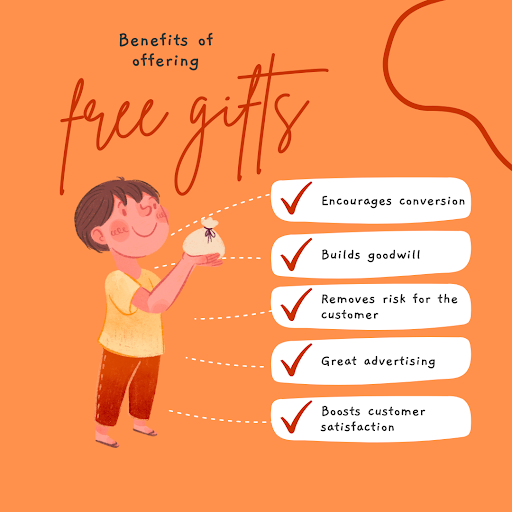 Benefits of
offering
free gifts
Encourages conversion
Builds goodwill
Removes risk for the
customer
Great advertising
Boosts customer
satisfaction